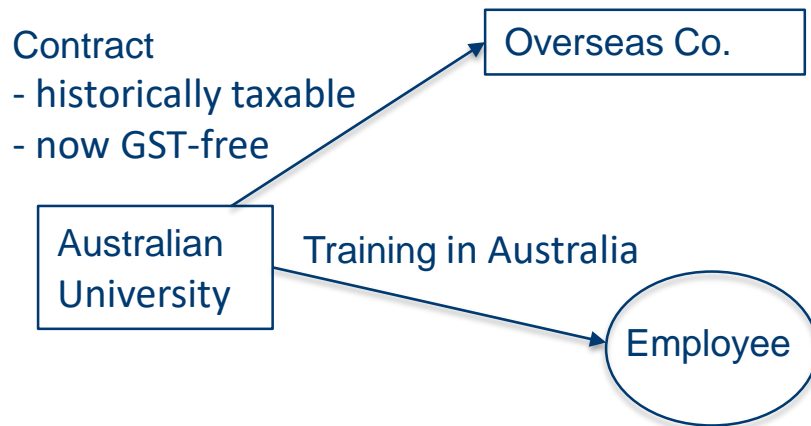 Contract
- historically taxable
- now GST-free
Overseas Co.
Australian
University
Training in Australia
Employee